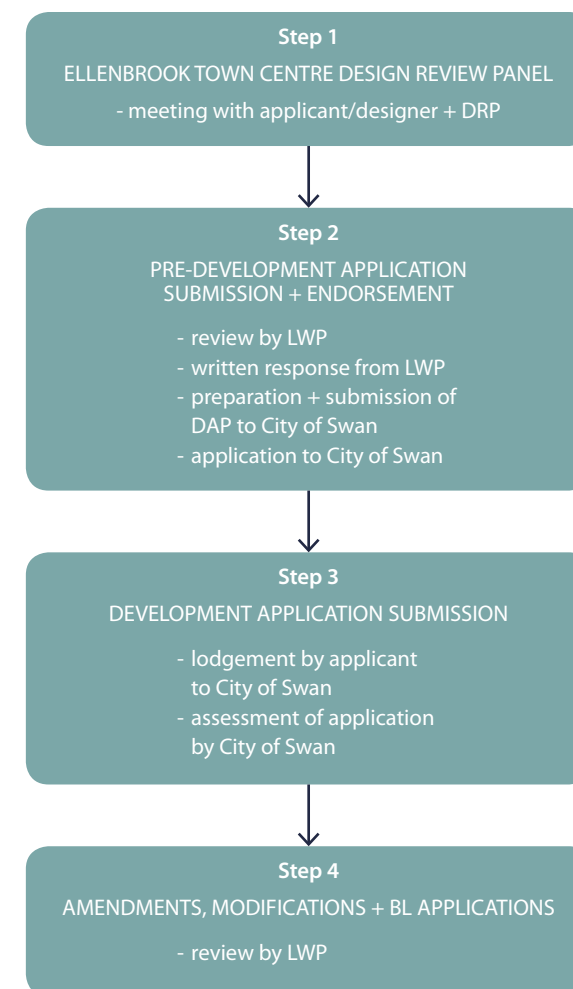 Step 1
ELLENBROOK TOWN CENTRE DESIGN REVIEW PANEL
- meeting with applicant/designer + DRP
Step 2
PRE-DEVELOPMENT APPLICATION
SUBMISSION + ENDORSEMENT
- review by LWP
- written response from LWP
- preparation + submission of
DAP to City of Swan
- application to City of Swan
Step 3
DEVELOPMENT APPLICATION SUBMISSION
- lodgement by applicant
to City of Swan
- assessment of application
by City of Swan
Step 4
AMENDMENTS, MODIFICATIONS + BL APPLICATIONS
- review by LWP